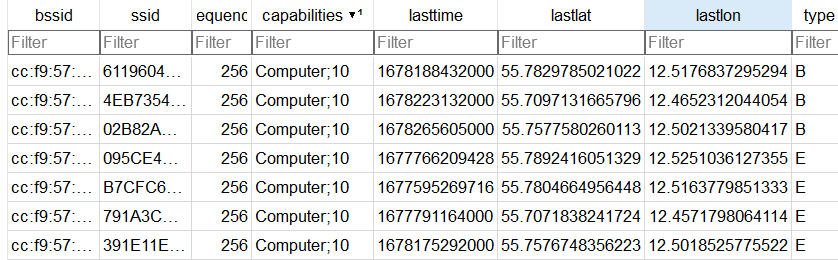 bssid ssid equenc capabilities ▼¹ lasttime lastlat lastlon type
Filter Filter Filter Filter Filter Filter Filter Filter
cc:f9:57:… 6119604… 256 Computer;10 1678188432000 55.7829785021022 12.5176837295294 B
cc:f9:57:… 4EB7354… 256 Computer;10 1678223132000 55.7097131665796 12.4652312044054 B
cc:f9:57:… 02B82A… 256 Computer;10 1678265605000 55.7577580260113 12.5021339580417 B
cc:f9:57:… 095CE4… 256 Computer;10 1677766209428 55.7892416051329 12.5251036127355 E
cc:f9:57:… B7CFC6… 256 Computer;10 1677595269716 55.7804664956448 12.5163779851333 E
cc:f9:57:… 791A3C… 256 Computer;10 1677791164000 55.7071838241724 12.4571798064114 E
cc:f9:57:… 391E11E… 256 Computer;10 1678175292000 55.7576748356223 12.5018525775522 E